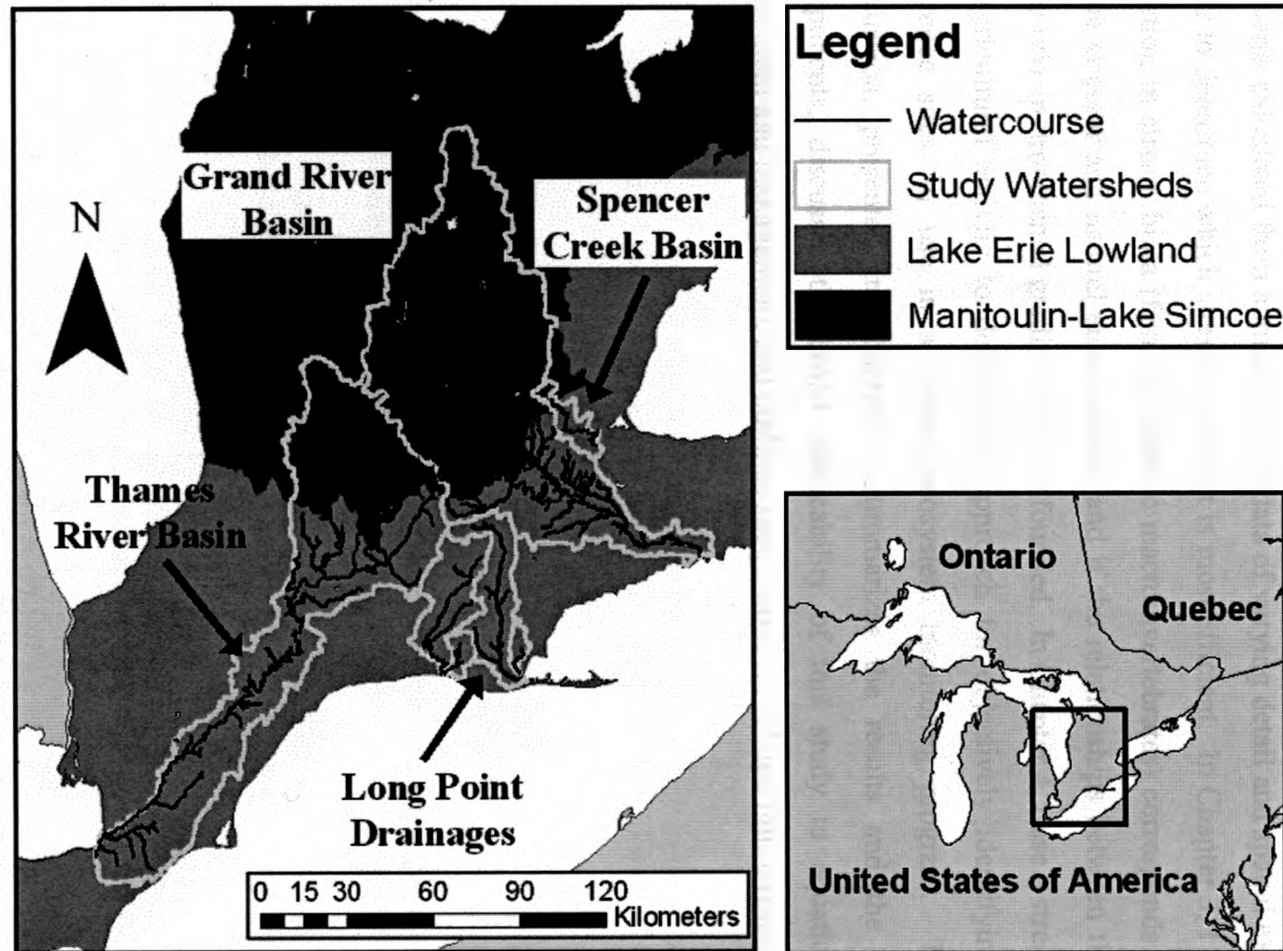 Grand River
Basin
Spencer
Creek Basin
N
Thames
River Basin
Long Point
Drainages
0 15 30 60 90 120
Kilometers
Legend
Watercourse
Study Watersheds
Lake Erie Lowland
Manitoulin-Lake Simcoe
Ontario
Quebec
United States of America